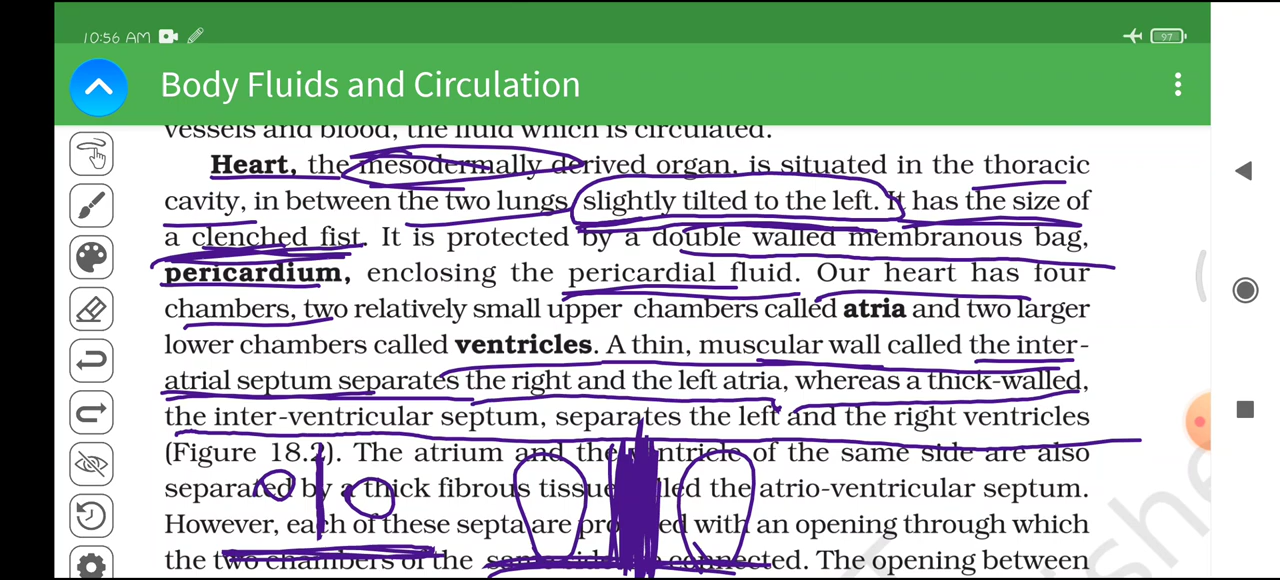 10:56 AM
97
Body Fluids and Circulation
vessels and blood, the fluid which is circulated.
Heart, the mesodermally derived organ, is situated in the thoracic
cavity, in between the two lungs, slightly tilted to the left. It has the size of
a clenched fist. It is protected by a double walled membranous bag,
pericardium, enclosing the pericardial fluid. Our heart has four
chambers, two relatively small upper chambers called atria and two larger
lower chambers called ventricles. A thin, muscular wall called the inter-
atrial septum separates the right and the left atria, whereas a thick-walled,
the inter-ventricular septum, separates the left and the right ventricles
(Figure 18.2). The atrium and the ventricle of the same side are also
separated by a thick fibrous tissue called the atrio-ventricular septum.
However, each of these septa are provided with an opening through which
the two chambers of the same side are connected. The opening between